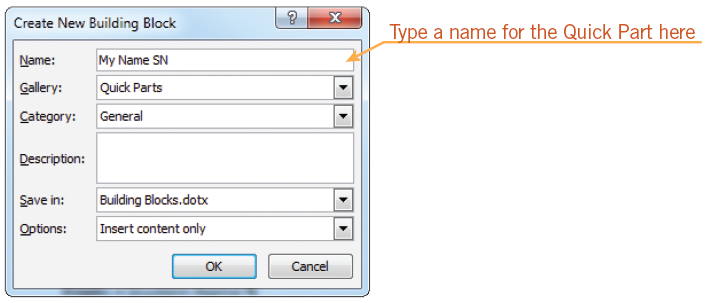 Create New Building Block
?
X
Type a name for the Quick Part here
Name: My Name SN
Gallery: Quick Parts
Category: General
Description:
Save in: Building Blocks.dotx
Options: Insert content only
OK Cancel